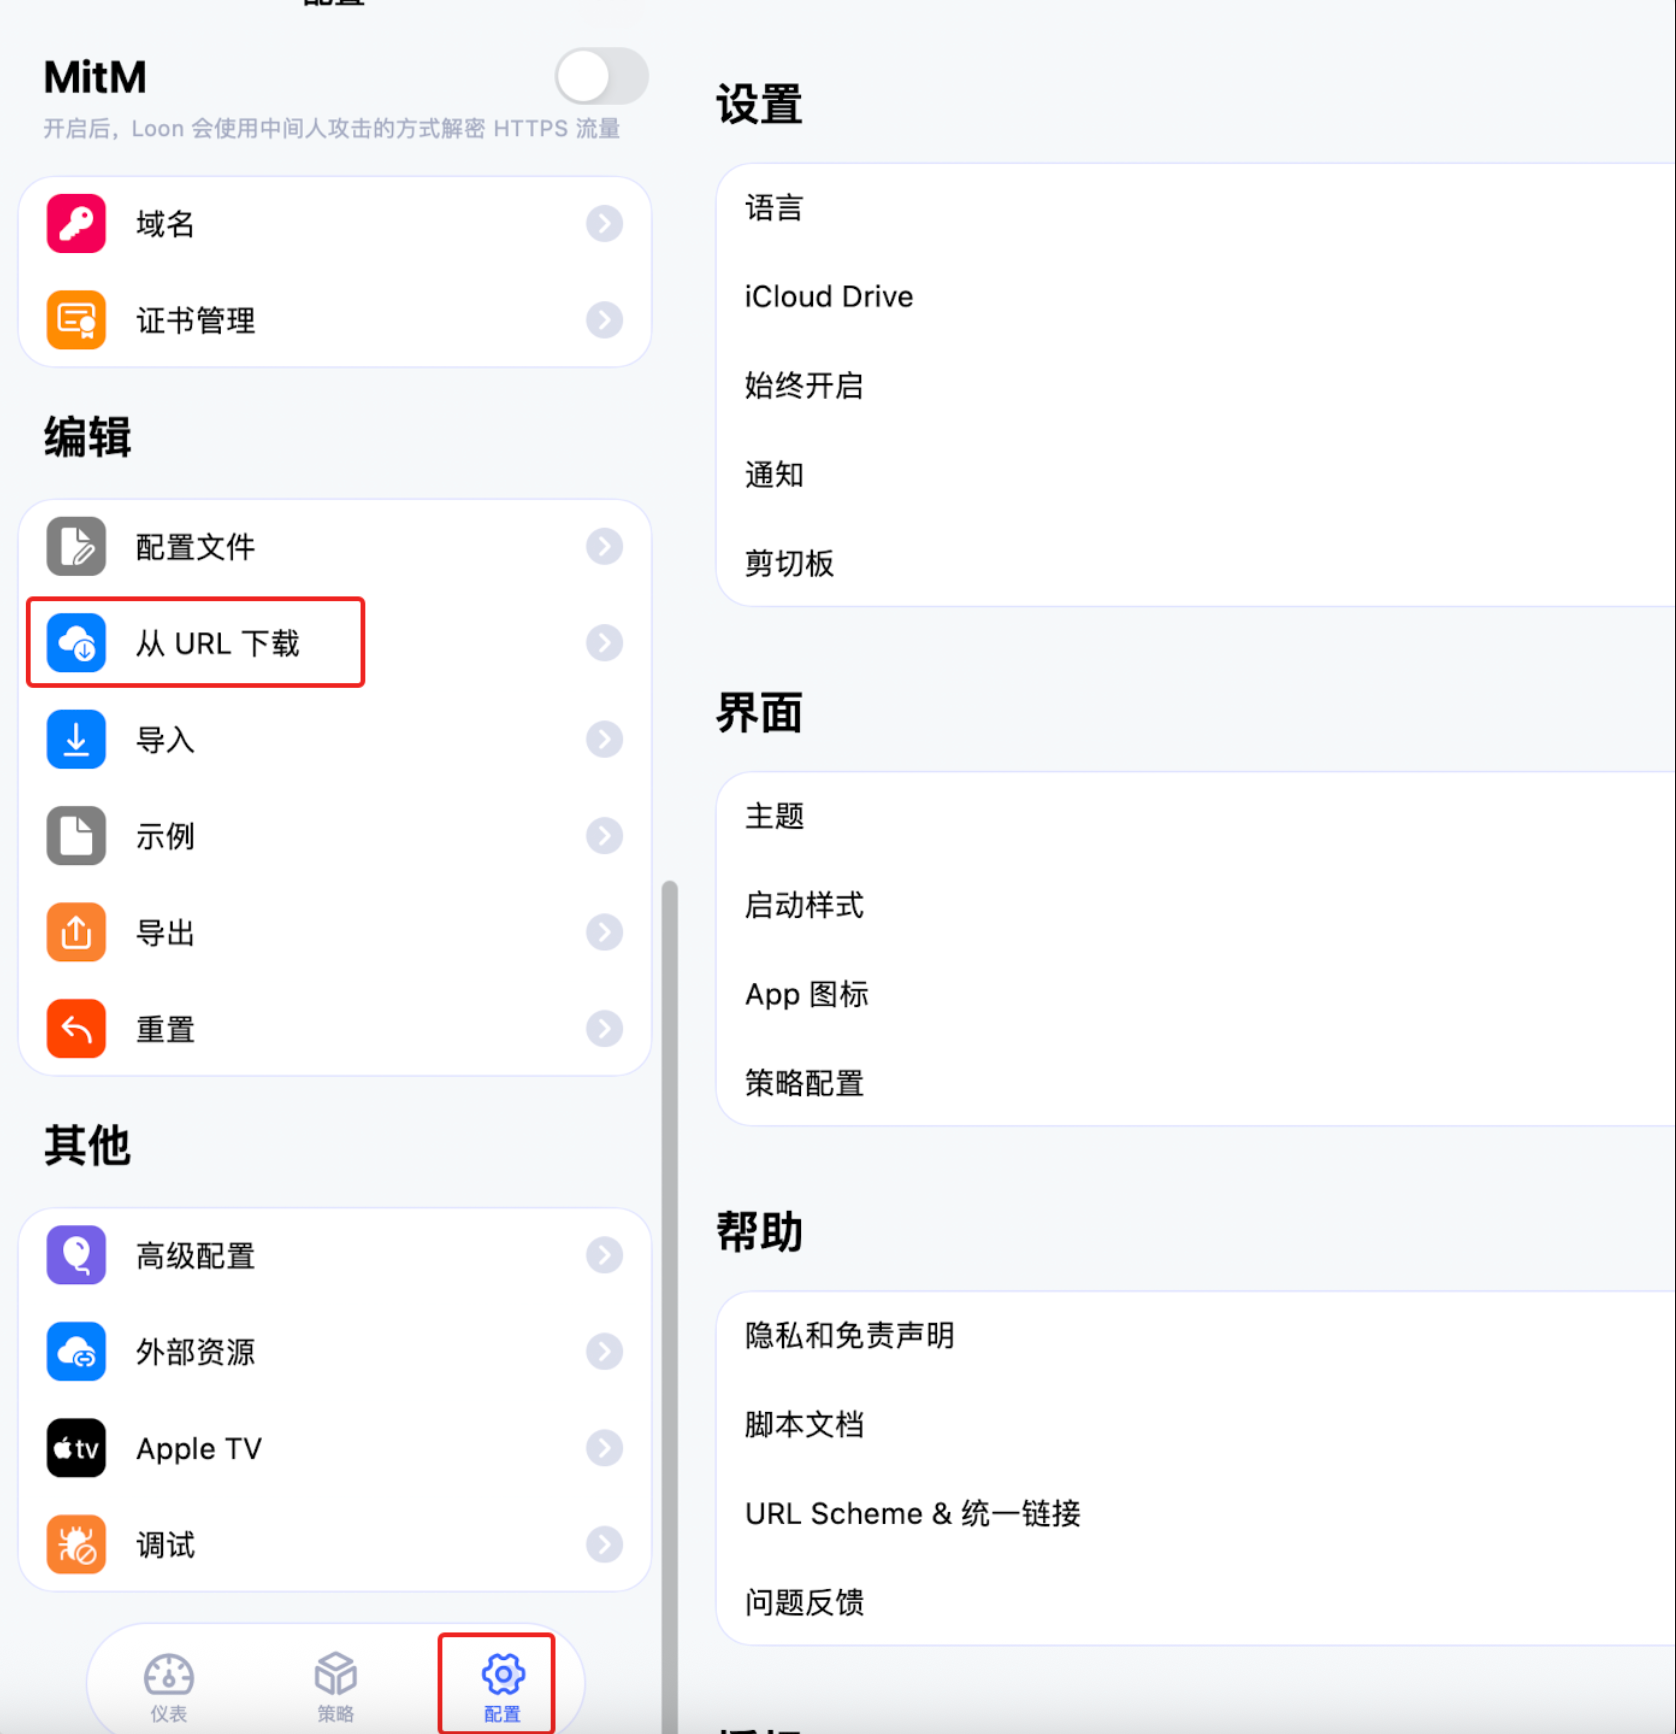 配置
MitM
开启后，Loon 会使用中间人攻击的方式解密 HTTPS 流量
域名
证书管理
编辑
配置文件
从 URL 下载
导入
示例
导出
重置
其他
高级配置
外部资源
tv
Apple TV
调试
仪表
策略
配置
设置
语言
iCloud Drive
始终开启
通知
剪切板
界面
主题
启动样式
App 图标
策略配置
帮助
隐私和免责声明
脚本文档
URL Scheme & 统一链接
问题反馈